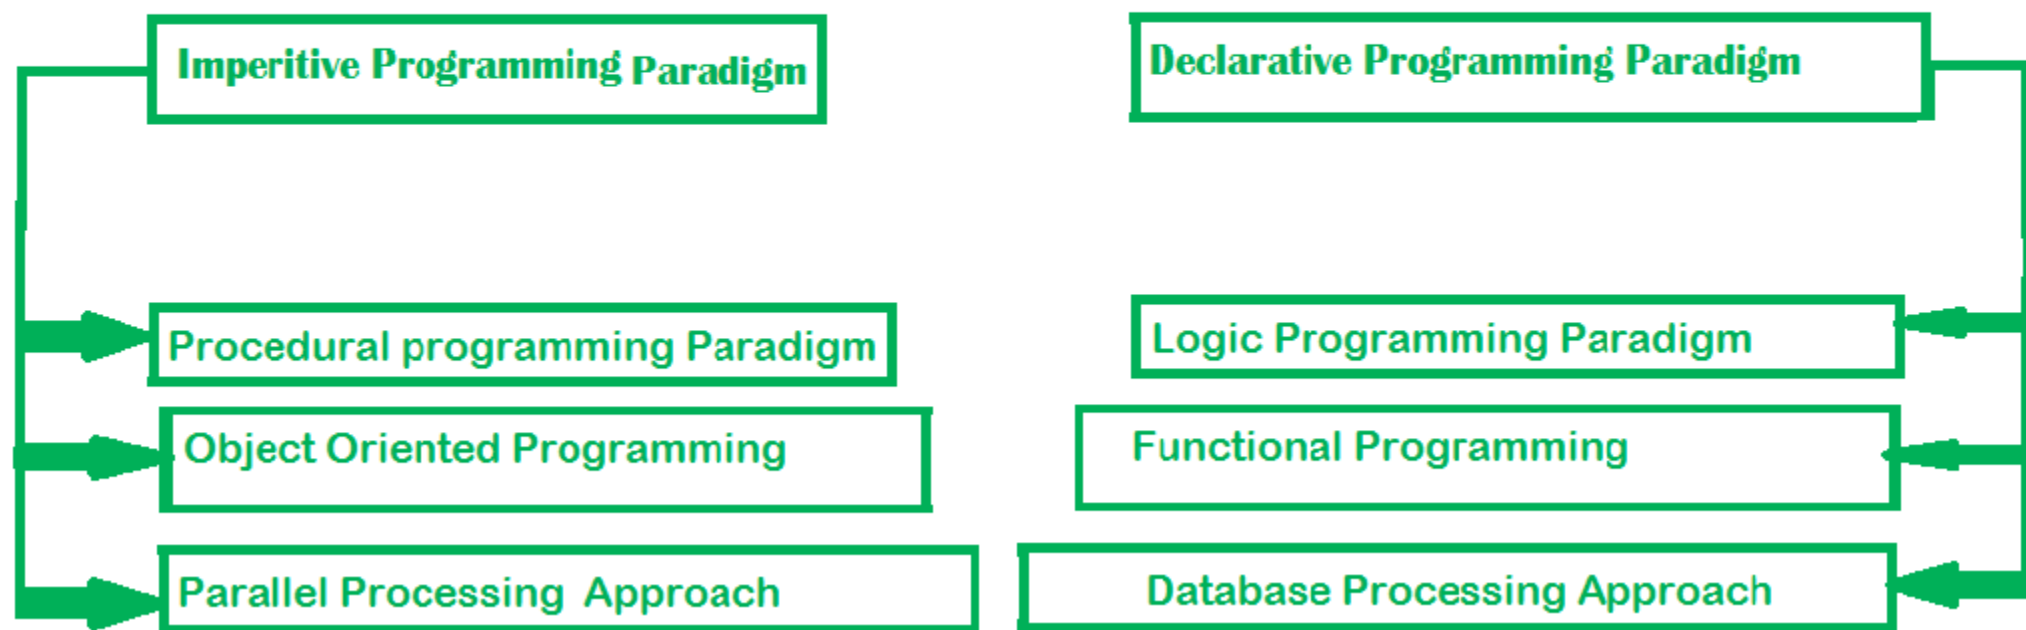 Imperitive Programming Paradigm
Declarative Programming Paradigm
Procedural programming Paradigm
Logic Programming Paradigm
Object Oriented Programming
Functional Programming
Parallel Processing Approach
Database Processing Approach